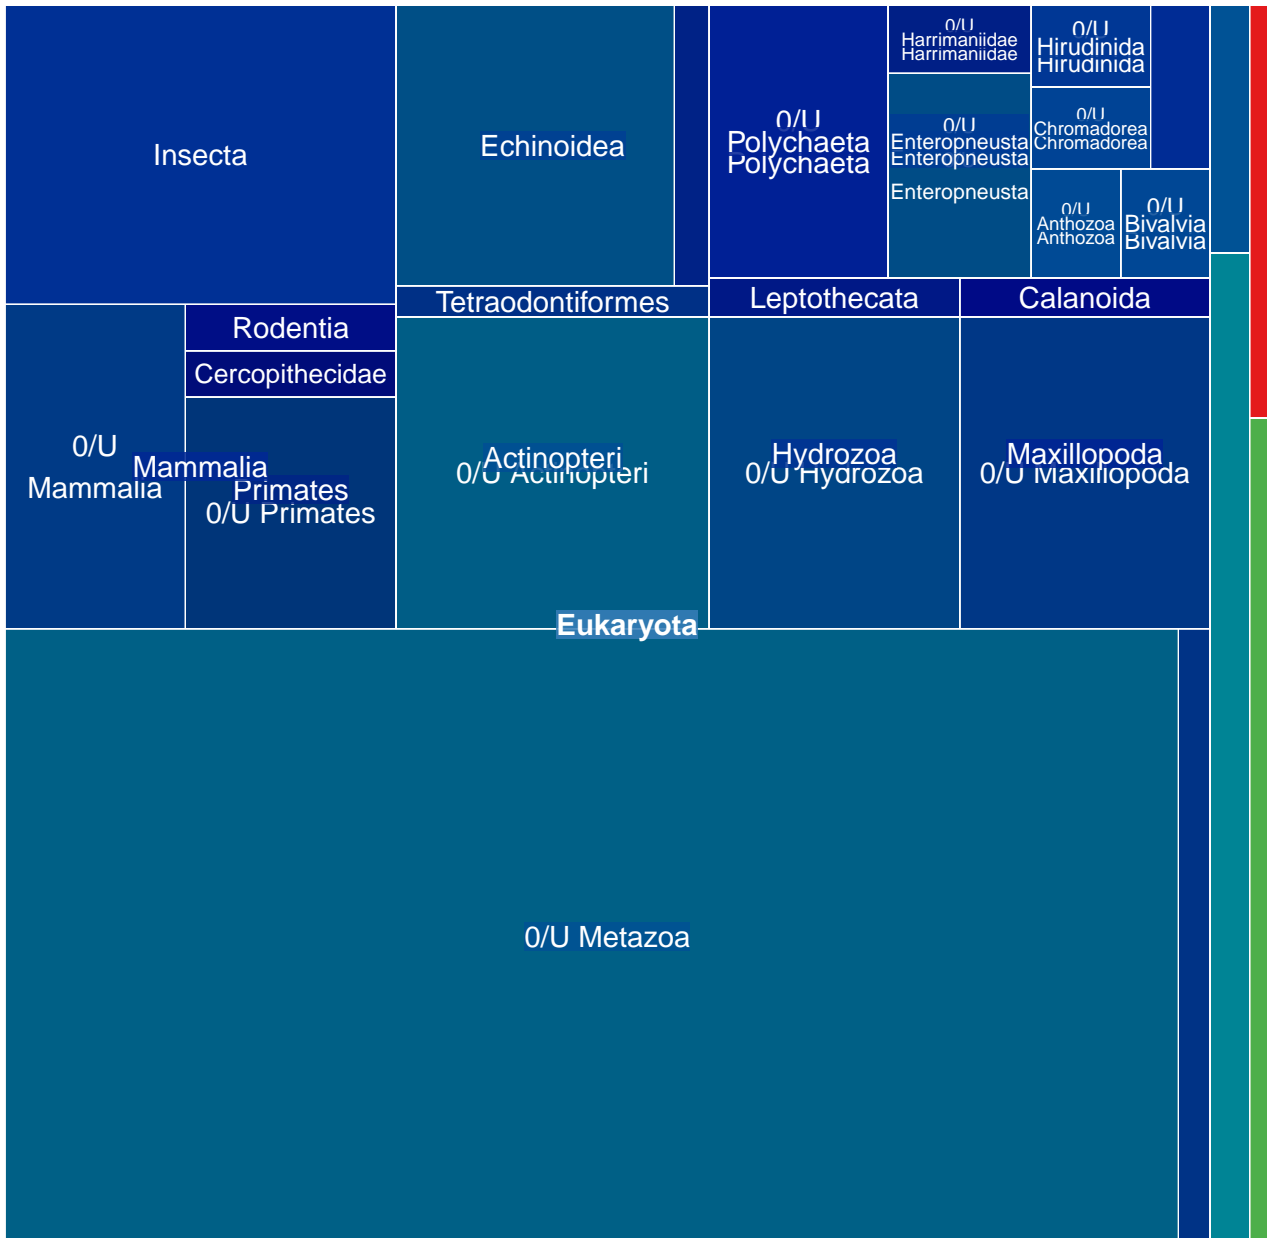 Insecta
Echinoidea
0/U
Polychaeta
Polychaeta
0/U
Harrimaniidae
Harrimaniidae
0/U
Enteropneusta
Enteropneusta
Enteropneusta
0/U
Hirudinida
Hirudinida
0/U
Chromadorea
Chromadorea
0/U
Anthozoa
Anthozoa
0/U
Bivalvia
Bivalvia
Tetraodontiformes
Leptothecata
Calanoida
Rodentia
Cercopithecidae
0/U
Mammalia
Mammalia
Primates
0/U Primates
Actinopteri
0/U Actinopteri
Hydrozoa
0/U Hydrozoa
Maxillopoda
0/U Maxillopoda
Eukaryota
0/U Metazoa